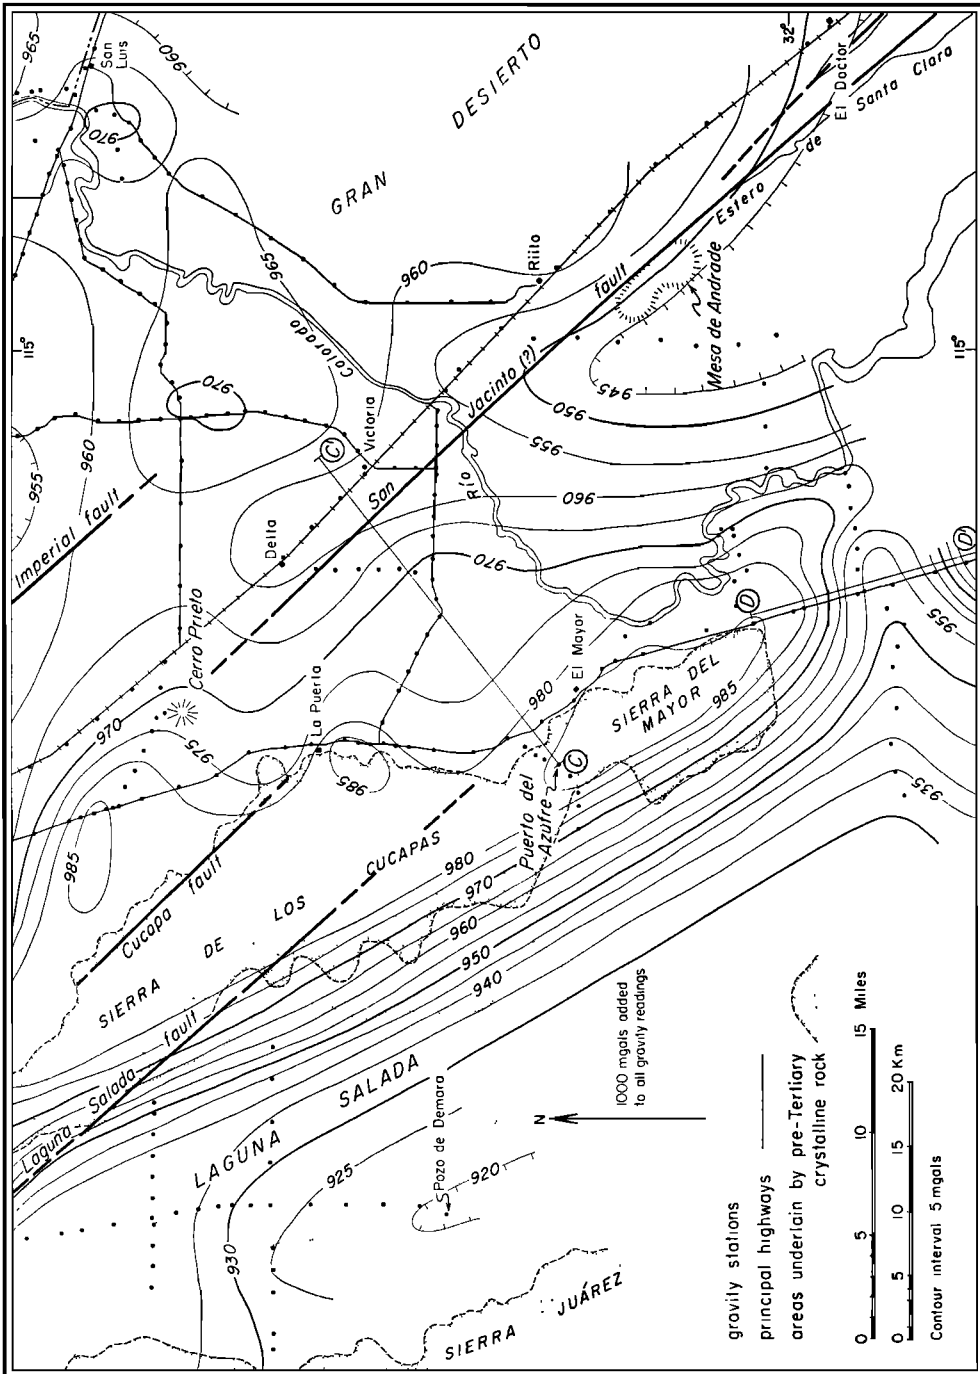 965
San
Luis
960
970
DESIERTO
GRAN
32°
El Doctor
Estero de Santa Clara
115°
965
960
Riito
Mesa de Andrade
San Jacinto (?) fault
945
950
955
960
Río Colorado
970
960
955
Imperial fault
Victoria
C'
Delta
970
Cerro Prieto
970
975
La Puerta
985
985
El Mayor
980
SIERRA DEL
MAYOR
985
D
D'
955
935
115°
C
Puerto del
Azufre
Cucapa fault
SIERRA DE LOS CUCAPAS
980
970
960
950
940
Laguna Salada fault
LAGUNA SALADA
930
925
Pozo de Demara
920
SIERRA JUÁREZ
N
1000 mgals added
to all gravity readings
gravity stations
principal highways
areas underlain by pre-Tertiary
crystalline rock
0 5 10 15 Miles
0 5 10 15 20 Km
Contour interval 5 mgals